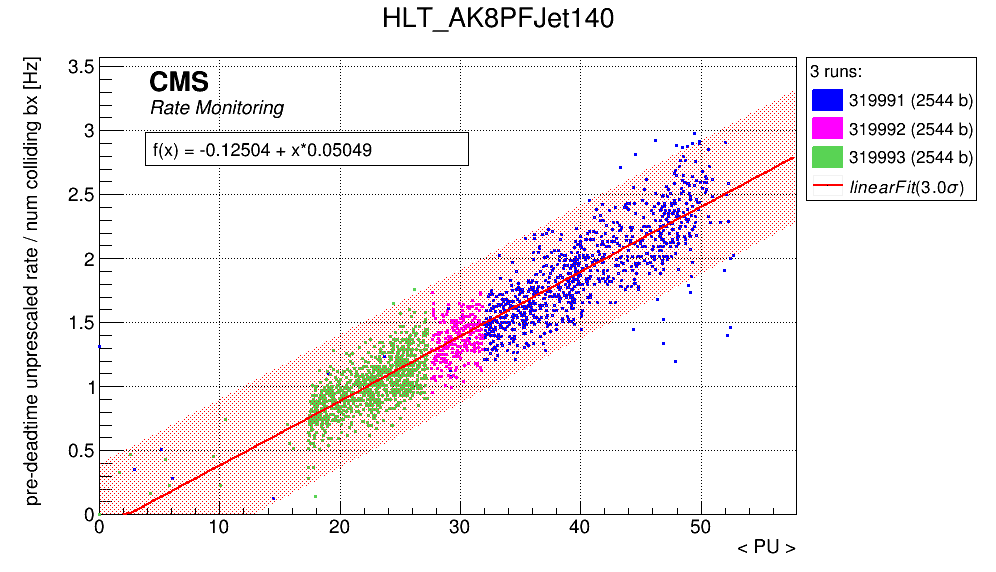 HLT_AK8PFJet140
pre-deadtime unprescaled rate / num colliding bx [Hz]
3.5
3
2.5
2
1.5
1
0.5
0
CMS
Rate Monitoring
f(x) = -0.12504 + x*0.05049
0 10 20 30 40 50
< PU >
3 runs:
319991 (2544 b)
319992 (2544 b)
319993 (2544 b)
linearFit(3.0σ)